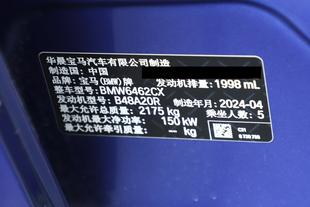 华晨宝马汽车有限公司制造
制造国：中国
品牌：宝马(BMW)牌 发动机排量：1998 mL
整车型号：BMW6462CX
发动机型号：B48A20R 制造年月：2024-04
最大允许总质量：2175 kg 乘坐人数：5
发动机最大净功率：150 kW
最大允许牵引质量：— kg
C31